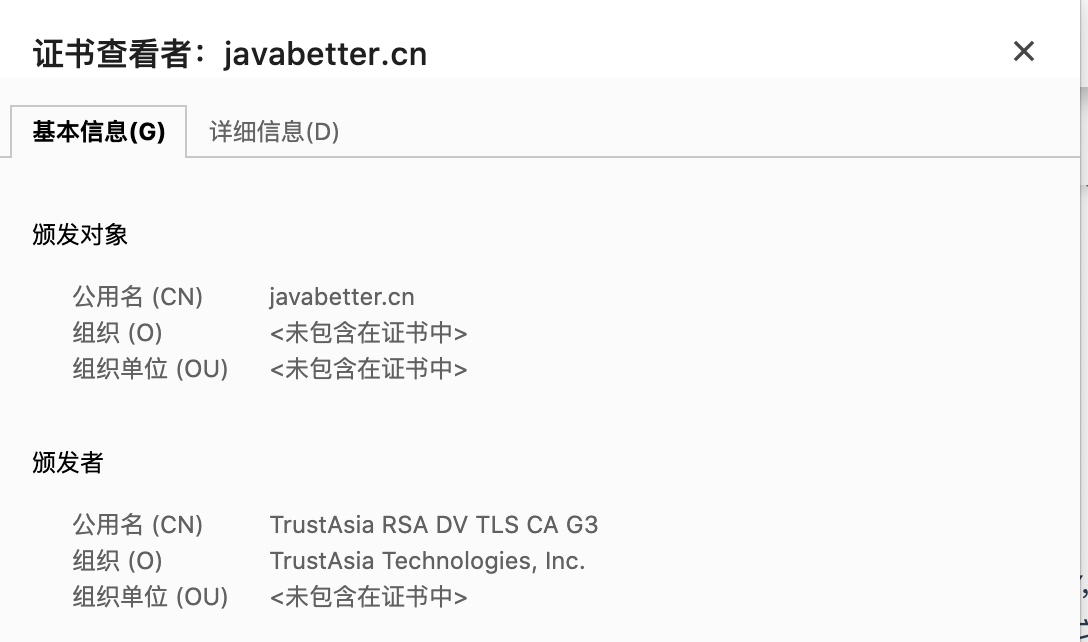 证书查看者：javabetter.cn
基本信息(G) 详细信息(D)
颁发对象
公用名 (CN) javabetter.cn
组织 (O) <未包含在证书中>
组织单位 (OU) <未包含在证书中>
颁发者
公用名 (CN) TrustAsia RSA DV TLS CA G3
组织 (O) TrustAsia Technologies, Inc.
组织单位 (OU) <未包含在证书中>